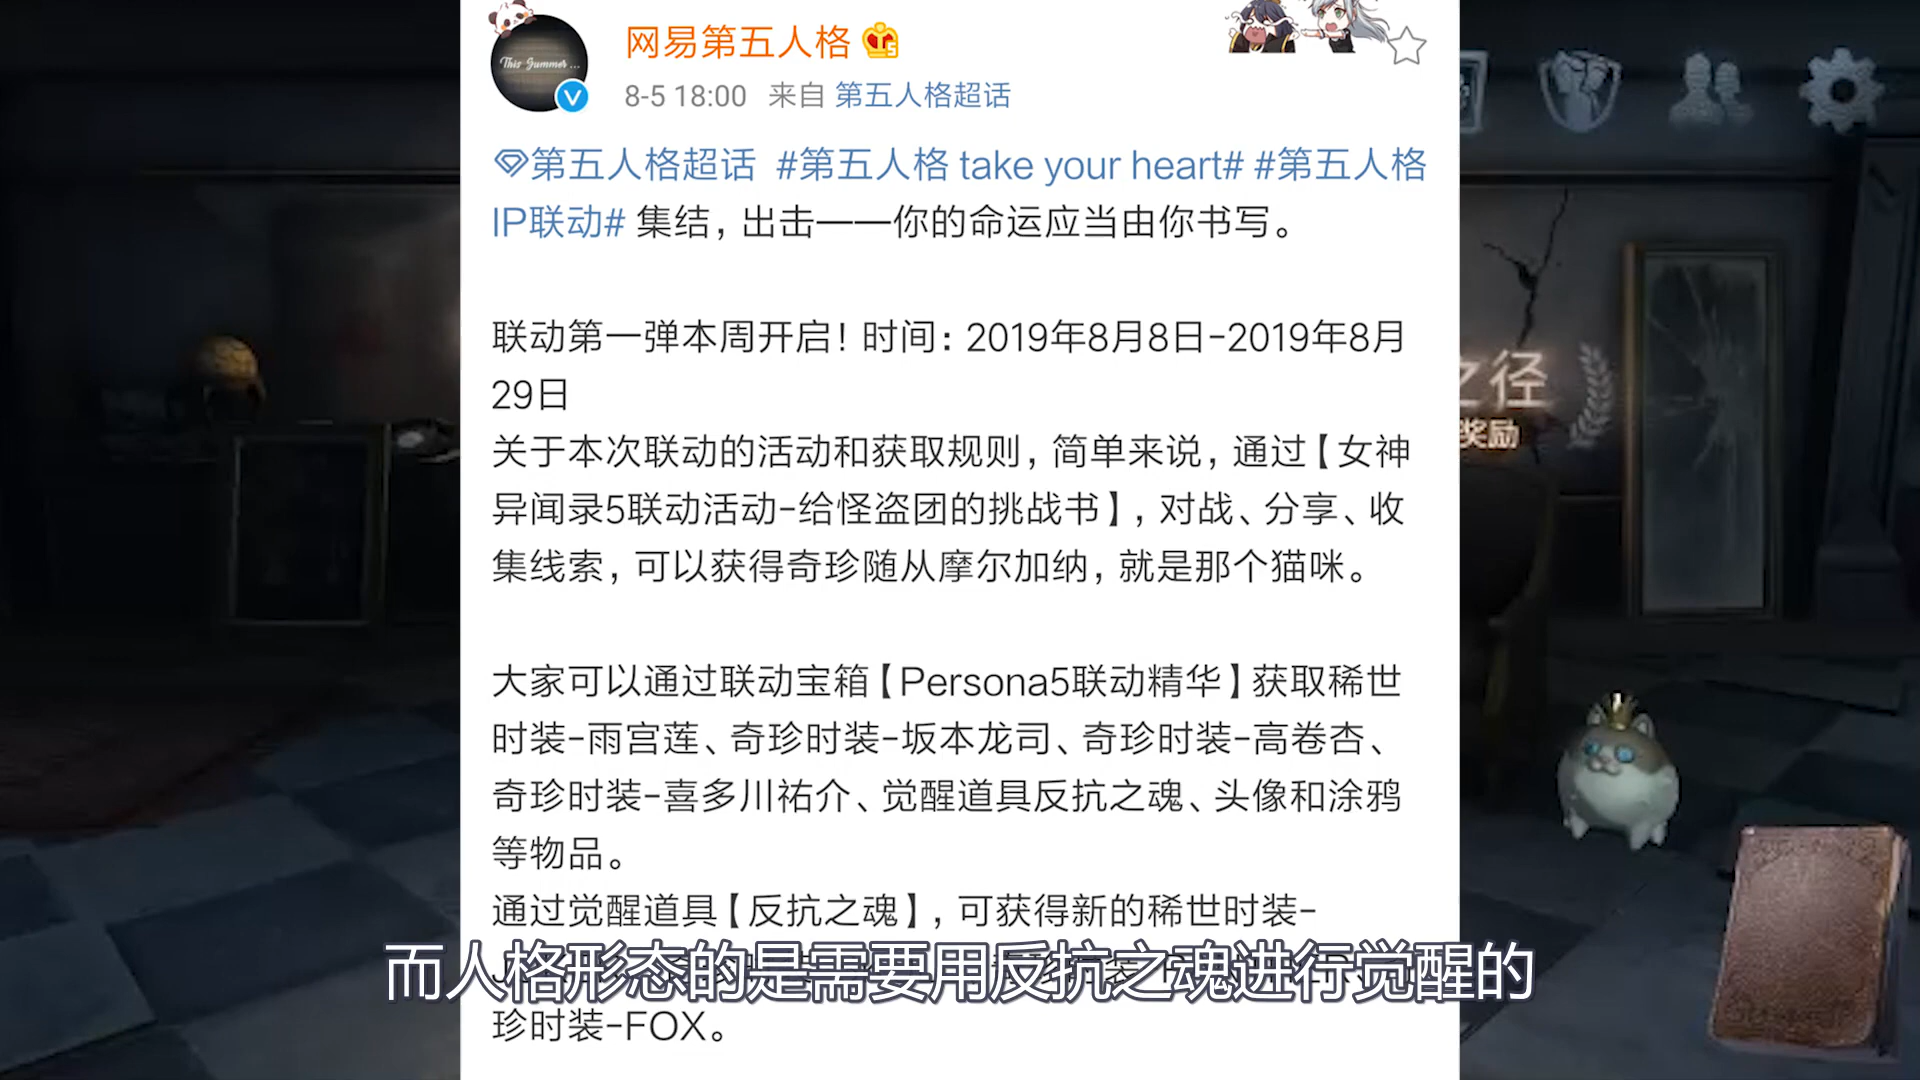 This Summer ...
网易第五人格
8-5 18:00 来自 第五人格超话
第五人格超话 #第五人格 take your heart# #第五人格
IP联动# 集结，出击——你的命运应当由你书写。
联动第一弹本周开启！时间：2019年8月8日-2019年8月
29日
关于本次联动的活动和获取规则，简单来说，通过【女神
异闻录5联动活动-给怪盗团的挑战书】，对战、分享、收
集线索，可以获得奇珍随从摩尔加纳，就是那个猫咪。
大家可以通过联动宝箱【Persona5联动精华】获取稀世
时装-雨宫莲、奇珍时装-坂本龙司、奇珍时装-高卷杏、
奇珍时装-喜多川祐介、觉醒道具反抗之魂、头像和涂鸦
等物品。
通过觉醒道具【反抗之魂】，可获得新的稀世时装-
而人格形态的是需要用反抗之魂进行觉醒的
珍时装-FOX。
之径
奖励